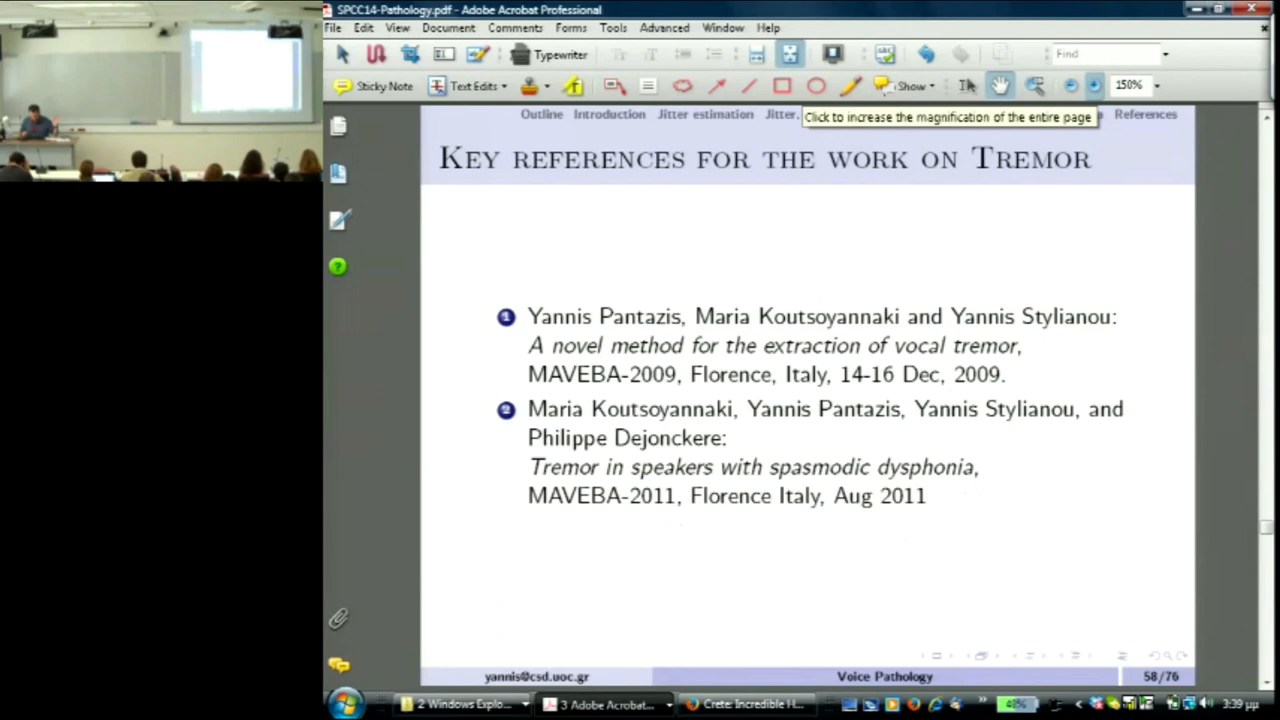 SPCC14-Pathology.pdf - Adobe Acrobat Professional
File Edit View Document Comments Forms Tools Advanced Window Help
Typewriter
Find
Sticky Note
Text Edits
Show
150%
Outline Introduction Jitter estimation Jitter. References
Click to increase the magnification of the entire page
KEY REFERENCES FOR THE WORK ON TREMOR
1 Yannis Pantazis, Maria Koutsoyannaki and Yannis Stylianou:
A novel method for the extraction of vocal tremor,
MAVEBA-2009, Florence, Italy, 14-16 Dec, 2009.
2 Maria Koutsoyannaki, Yannis Pantazis, Yannis Stylianou, and
Philippe Dejonckere:
Tremor in speakers with spasmodic dysphonia,
MAVEBA-2011, Florence Italy, Aug 2011
yannis@csd.uoc.gr Voice Pathology 58/76
2 Windows Explo...
3 Adobe Acrobat...
Crete: Incredible H...
3:39 μμ